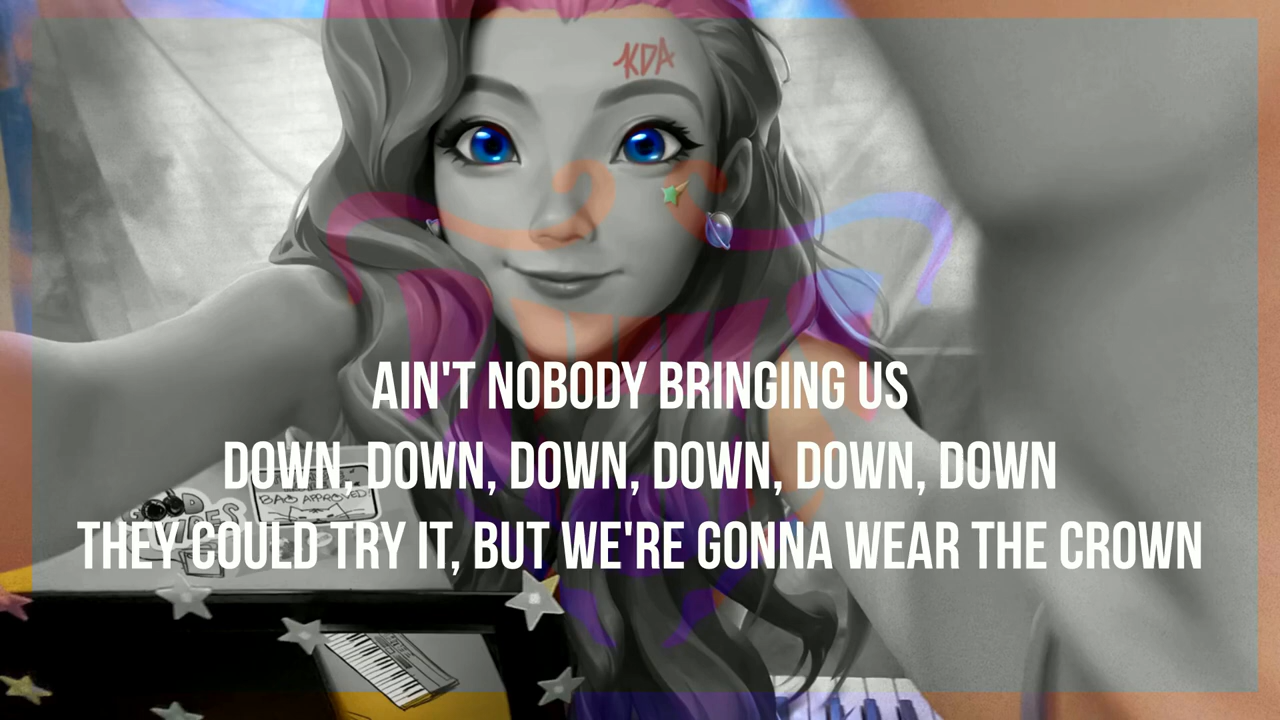 KDA
AIN'T NOBODY BRINGING US
DOWN, DOWN, DOWN, DOWN, DOWN, DOWN
BAO APPROVED!
THEY COULD TRY IT, BUT WE'RE GONNA WEAR THE CROWN